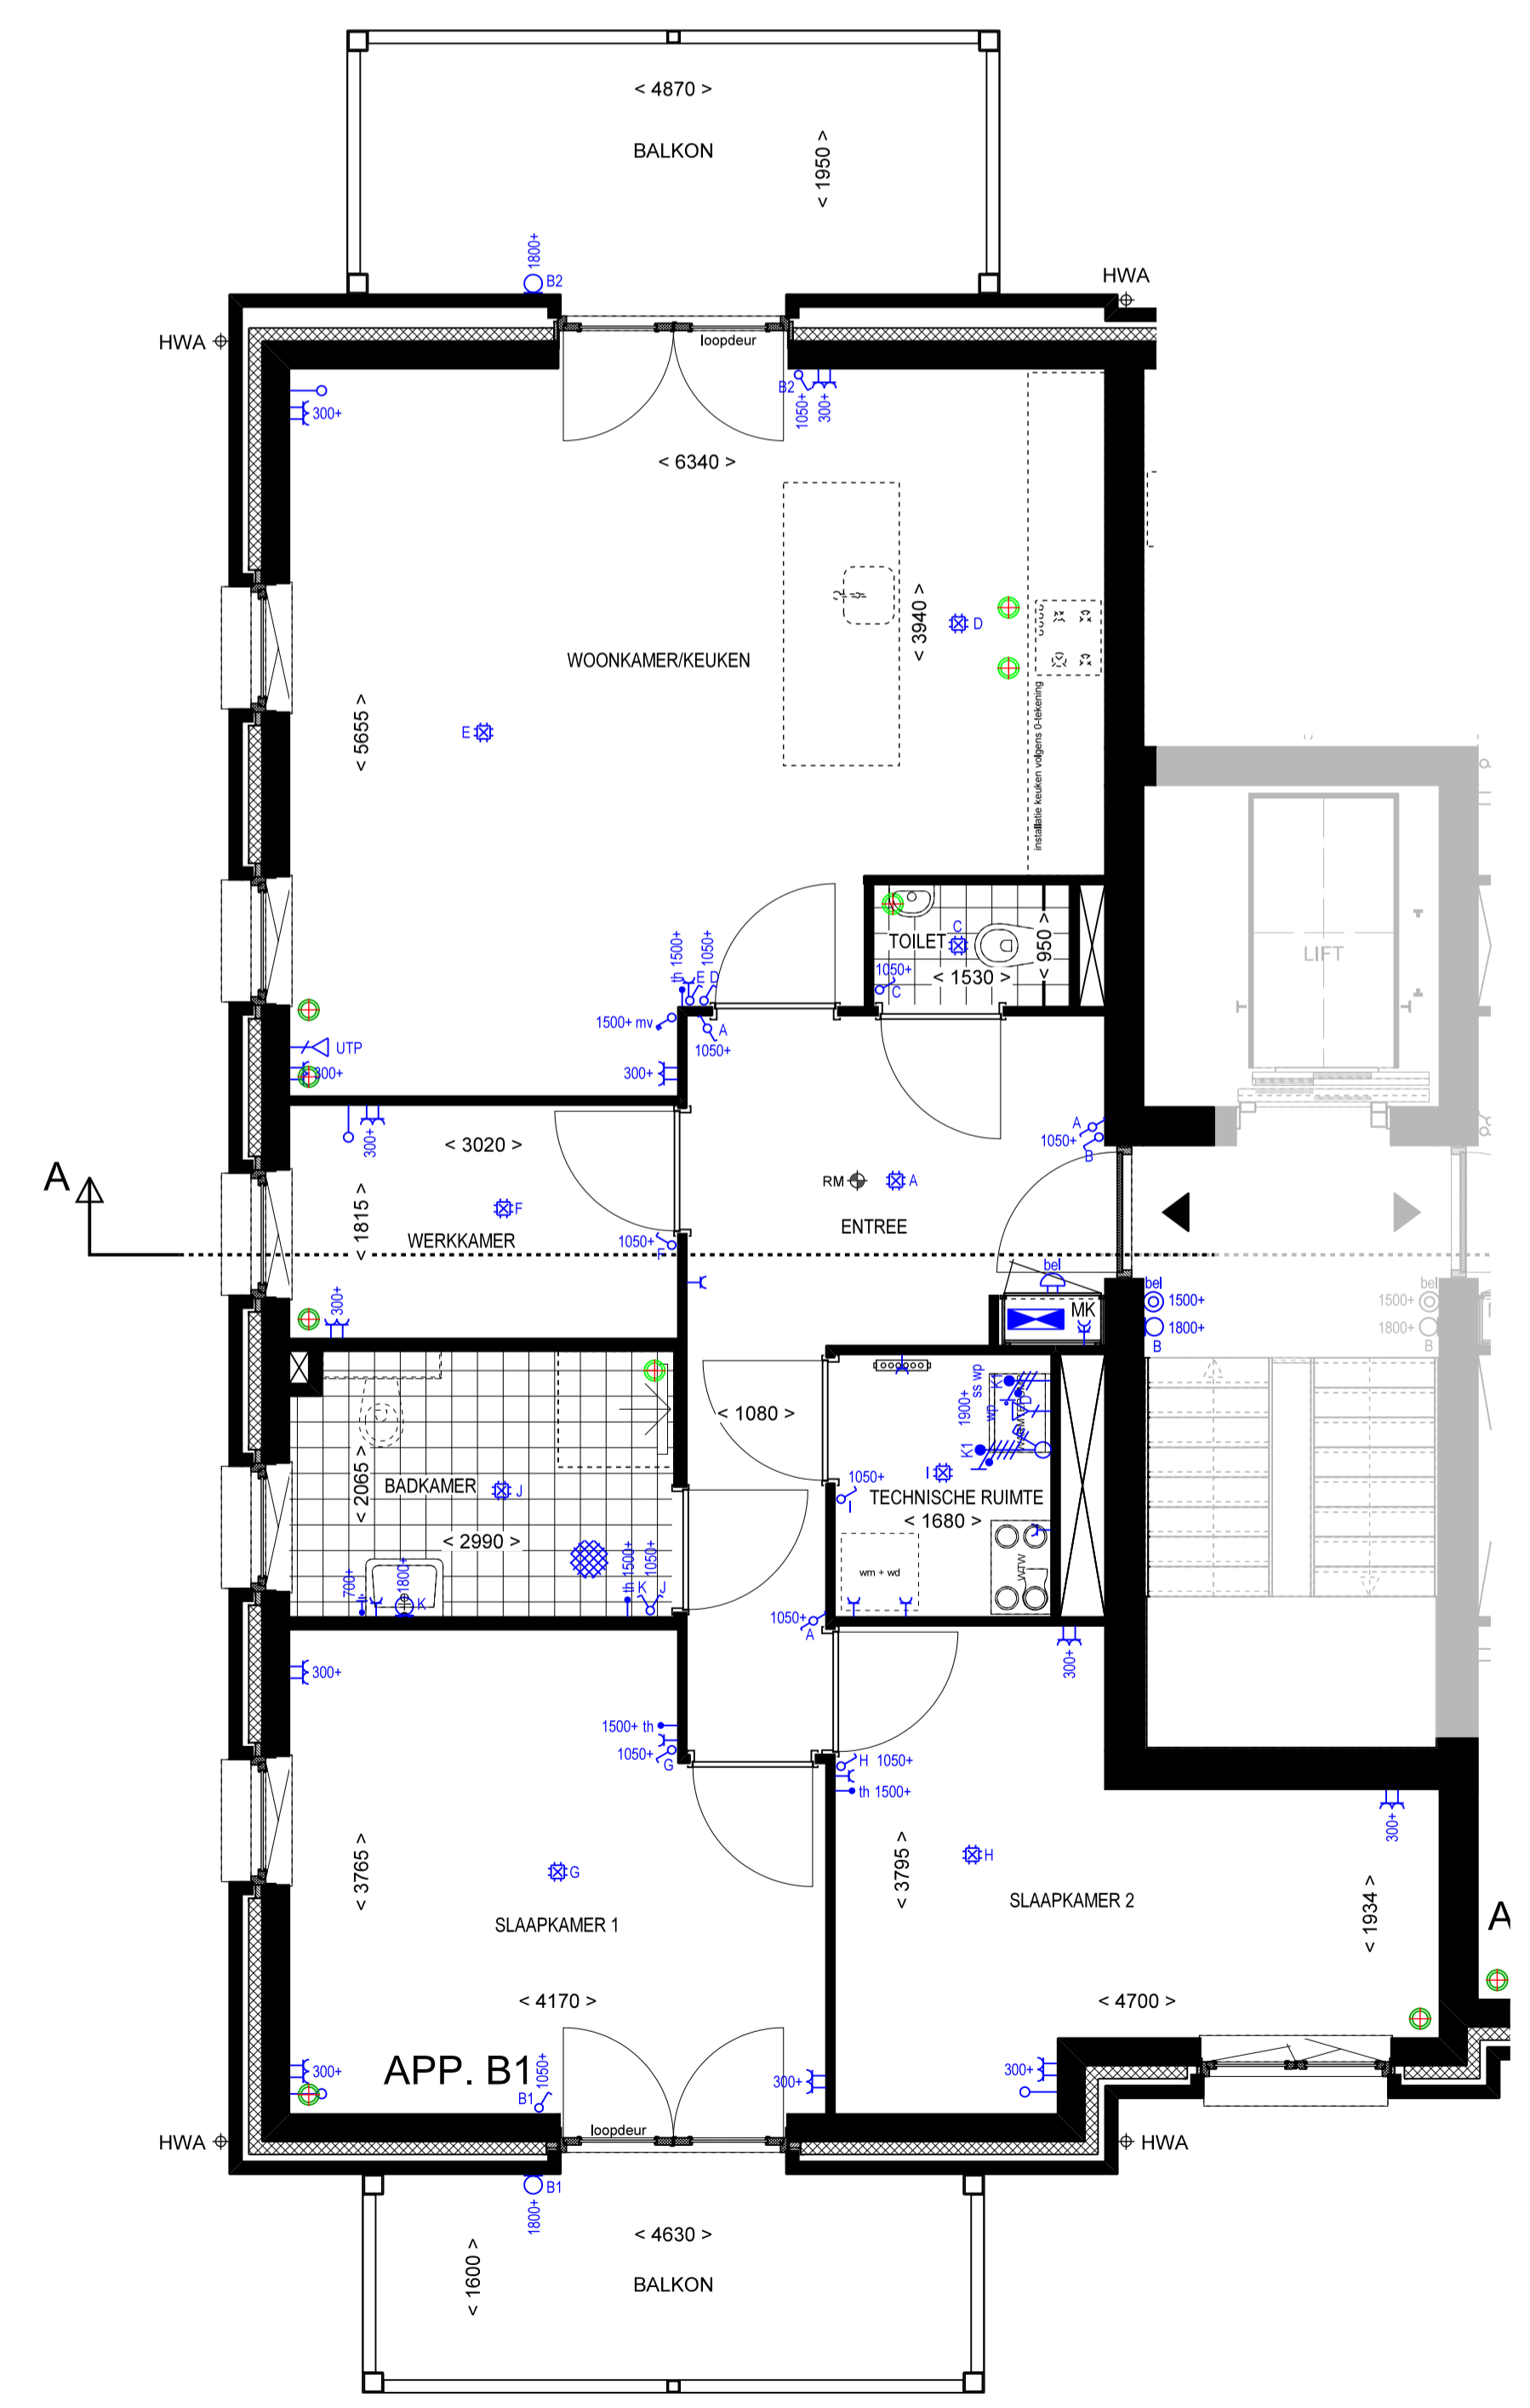 < 4870 >
BALKON
< 1950 >
1800+
B2
HWA
HWA
loopdeur
300+
B2
1050+
300+
< 6340 >
< 3940 >
D
WOONKAMER/KEUKEN
< 5655 >
E
installatie keuken volgens 0-tekening
TOILET
C
< 950 >
1050+
C
< 1530 >
th 1500+
1050+
E D
1500+ mv
A
1050+
UTP
300+
300+
LIFT
300+
< 3020 >
F
< 1815 >
WERKKAMER
1050+
F
300+
A
A
1050+
B
RM
A
ENTREE
bel
MK
bel
1500+
1800+
B
bel
1500+
1800+
B
< 1080 >
1900+
ss wp
wp
K1
K1
I
1050+
I
TECHNISCHE RUIMTE
< 1680 >
wm + wd
WTW
< 2065 >
BADKAMER
J
< 2990 >
700+
1800+
K
th 1500+
1050+
K J
1050+
A
300+
300+
1500+ th
1050+
G
H 1050+
th 1500+
300+
< 3765 >
G
SLAAPKAMER 1
< 4170 >
< 3795 >
H
SLAAPKAMER 2
< 1934 >
A
< 4700 >
300+
APP. B1
1050+
B1
300+
300+
HWA
loopdeur
HWA
1800+
B1
< 4630 >
< 1600 >
BALKON